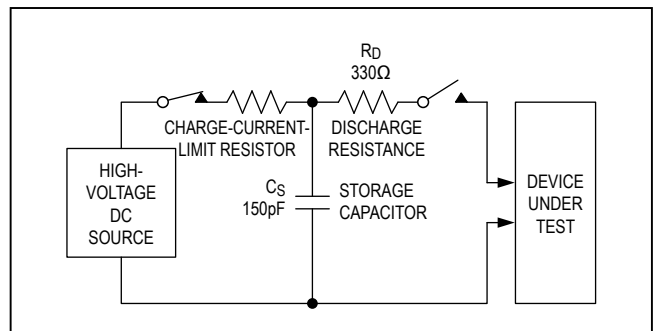 RD
330Ω
CHARGE-CURRENT-
LIMIT RESISTOR
DISCHARGE
RESISTANCE
HIGH-
VOLTAGE
DC
SOURCE
CS
150pF
STORAGE
CAPACITOR
DEVICE
UNDER
TEST